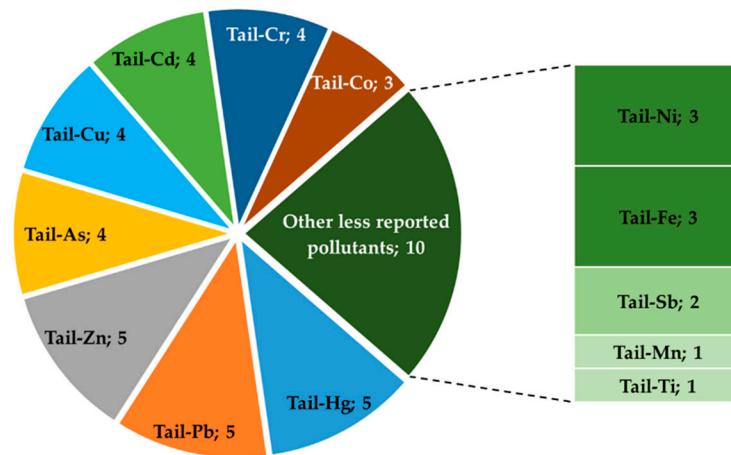 Tail-Cr; 4
Tail-Cd; 4
Tail-Co; 3
Tail-Cu; 4
Tail-As; 4
Other less reported
pollutants; 10
Tail-Zn; 5
Tail-Pb; 5
Tail-Hg; 5
Tail-Ni; 3
Tail-Fe; 3
Tail-Sb; 2
Tail-Mn; 1
Tail-Ti; 1